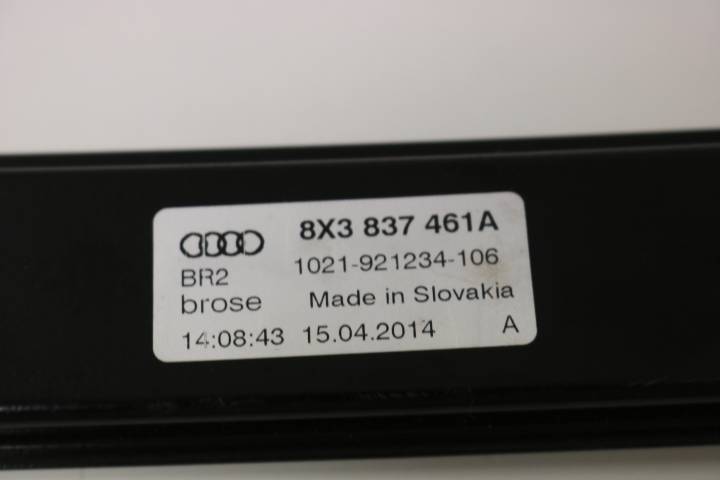 8X3 837 461A
BR2 1021-921234-106
brose Made in Slovakia
14:08:43 15.04.2014 A